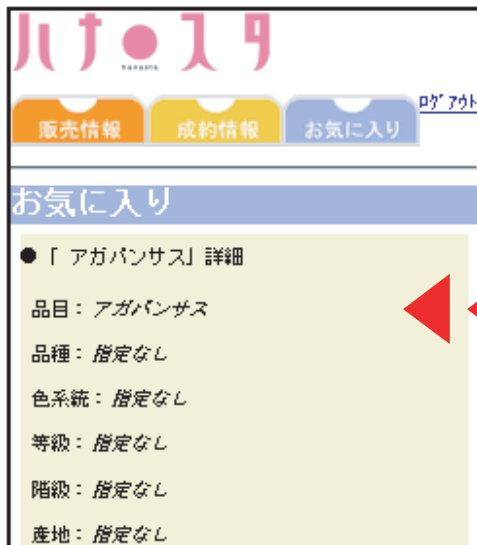 ハナスタ
販売情報 成約情報 お気に入り ログアウト
お気に入り
●「 アガパンサス」詳細
品目：アガパンサス
品種：指定なし
色系統：指定なし
等級：指定なし
階級：指定なし
産地：指定なし